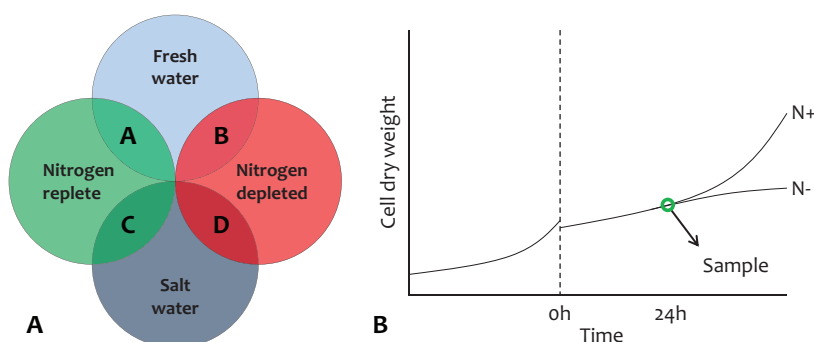 Fresh
water
A
B
Nitrogen
replete
Nitrogen
depleted
C
D
Salt
water
A
Cell dry weight
N+
N-
Sample
0h
24h
Time
B